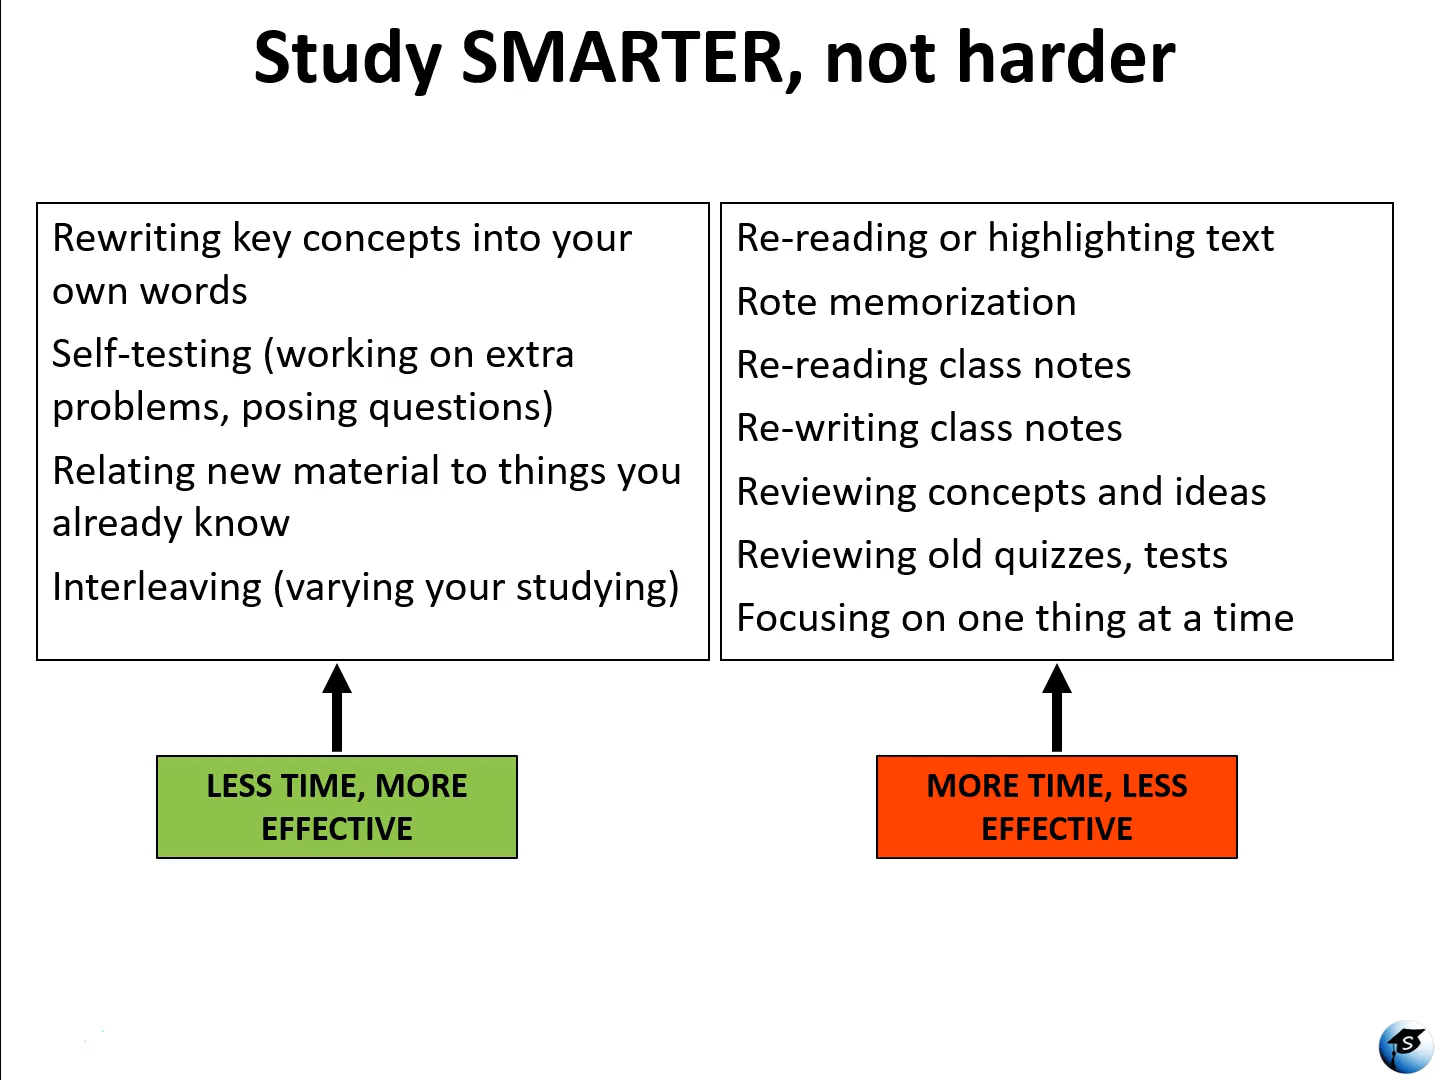 Study SMARTER, not harder
Rewriting key concepts into your
own words
Self-testing (working on extra
problems, posing questions)
Relating new material to things you
already know
Interleaving (varying your studying)
Re-reading or highlighting text
Rote memorization
Re-reading class notes
Re-writing class notes
Reviewing concepts and ideas
Reviewing old quizzes, tests
Focusing on one thing at a time
LESS TIME, MORE
EFFECTIVE
MORE TIME, LESS
EFFECTIVE
S